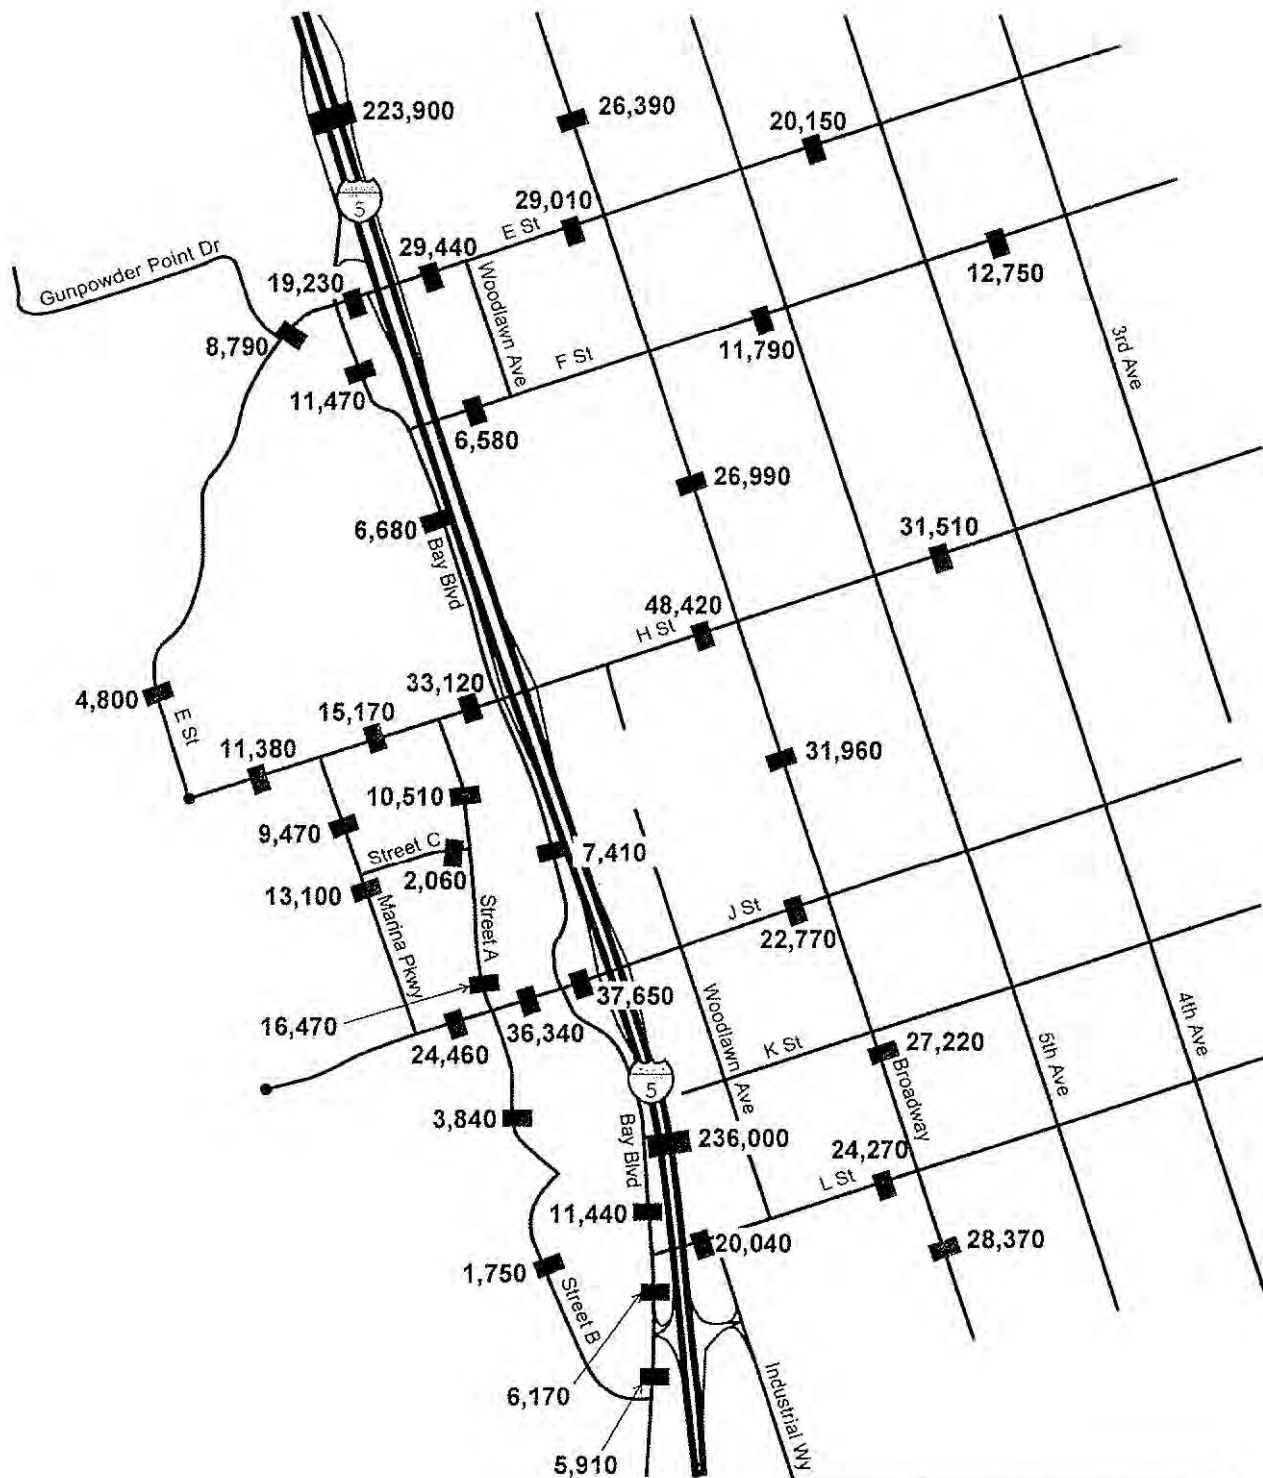 223,900
26,390
20,150
5
29,010
E St
29,440
Gunpowder Point Dr
19,230
Woodlawn Ave
12,750
8,790
F St
11,790
3rd Ave
11,470
6,580
26,990
6,680
Bay Blvd
31,510
48,420
H St
33,120
4,800
E St
15,170
11,380
31,960
10,510
9,470
Street C
7,410
2,060
13,100
Marina Pkwy
Street A
J St
22,770
16,470
37,650
36,340
24,460
Woodlawn Ave
K St
27,220
5th Ave
4th Ave
5
Broadway
3,840
Bay Blvd
236,000
24,270
L St
11,440
20,040
28,370
1,750
Street B
6,170
Industrial Wy
5,910